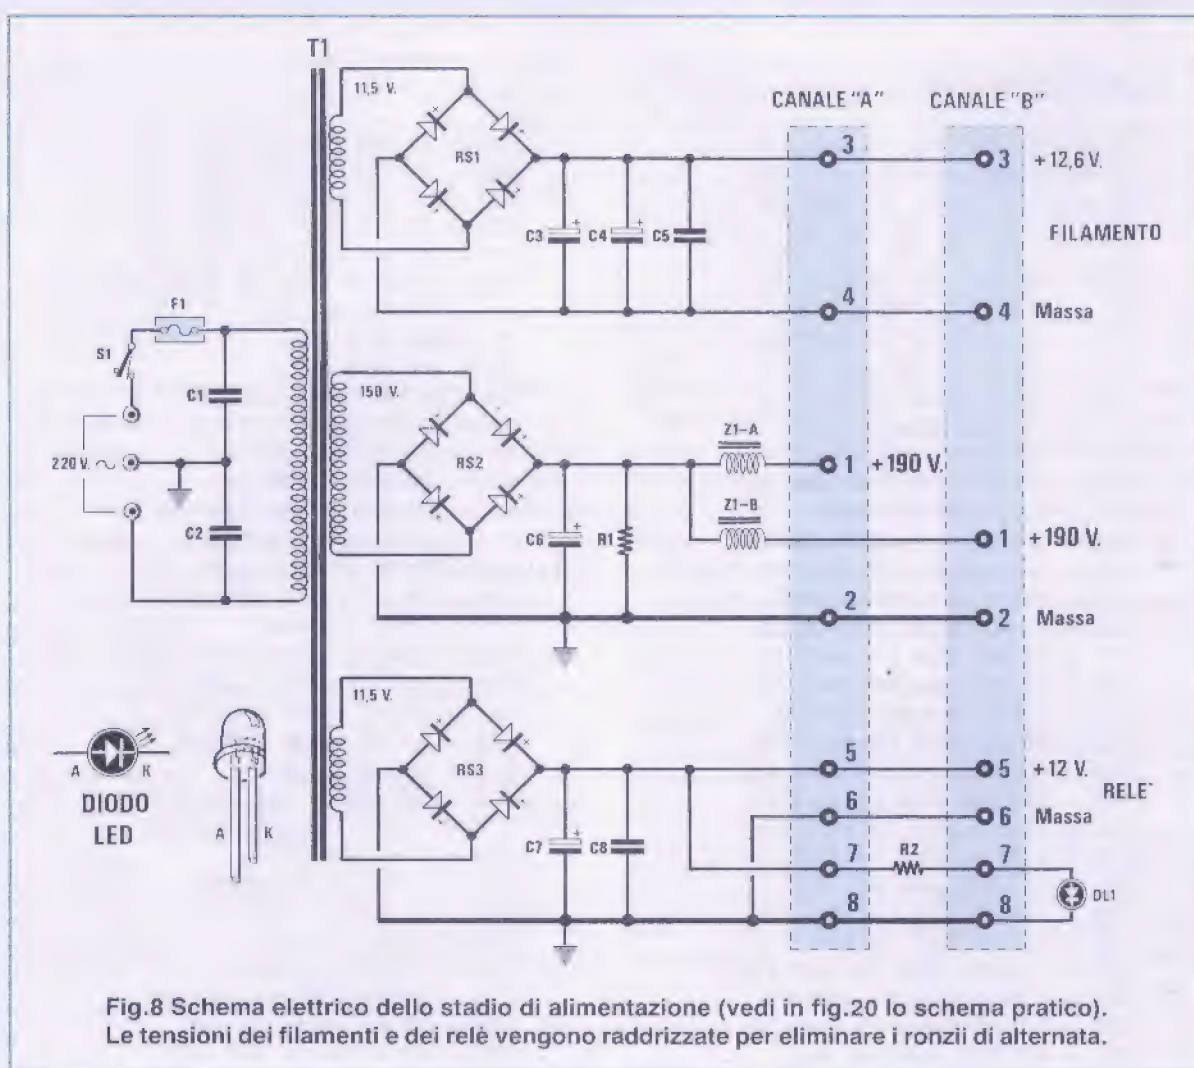 T1
11,5 V.
RS1
C3
+
C4
+
C5
CANALE "A"
CANALE "B"
3
3
+ 12,6 V.
FILAMENTO
4
4
Massa
F1
S1
C1
220 V. ~
C2
150 V.
RS2
C6
+
R1
Z1-A
1
+ 190 V.
Z1-B
1
+ 190 V.
2
2
Massa
11,5 V.
RS3
C7
+
C8
5
5
+ 12 V.
RELE'
6
6
Massa
7
R2
7
8
8
DL1
A
K
DIODO
LED
A
K
Fig.8 Schema elettrico dello stadio di alimentazione (vedi in fig.20 lo schema pratico).
Le tensioni dei filamenti e dei relè vengono raddrizzate per eliminare i ronzii di alternata.